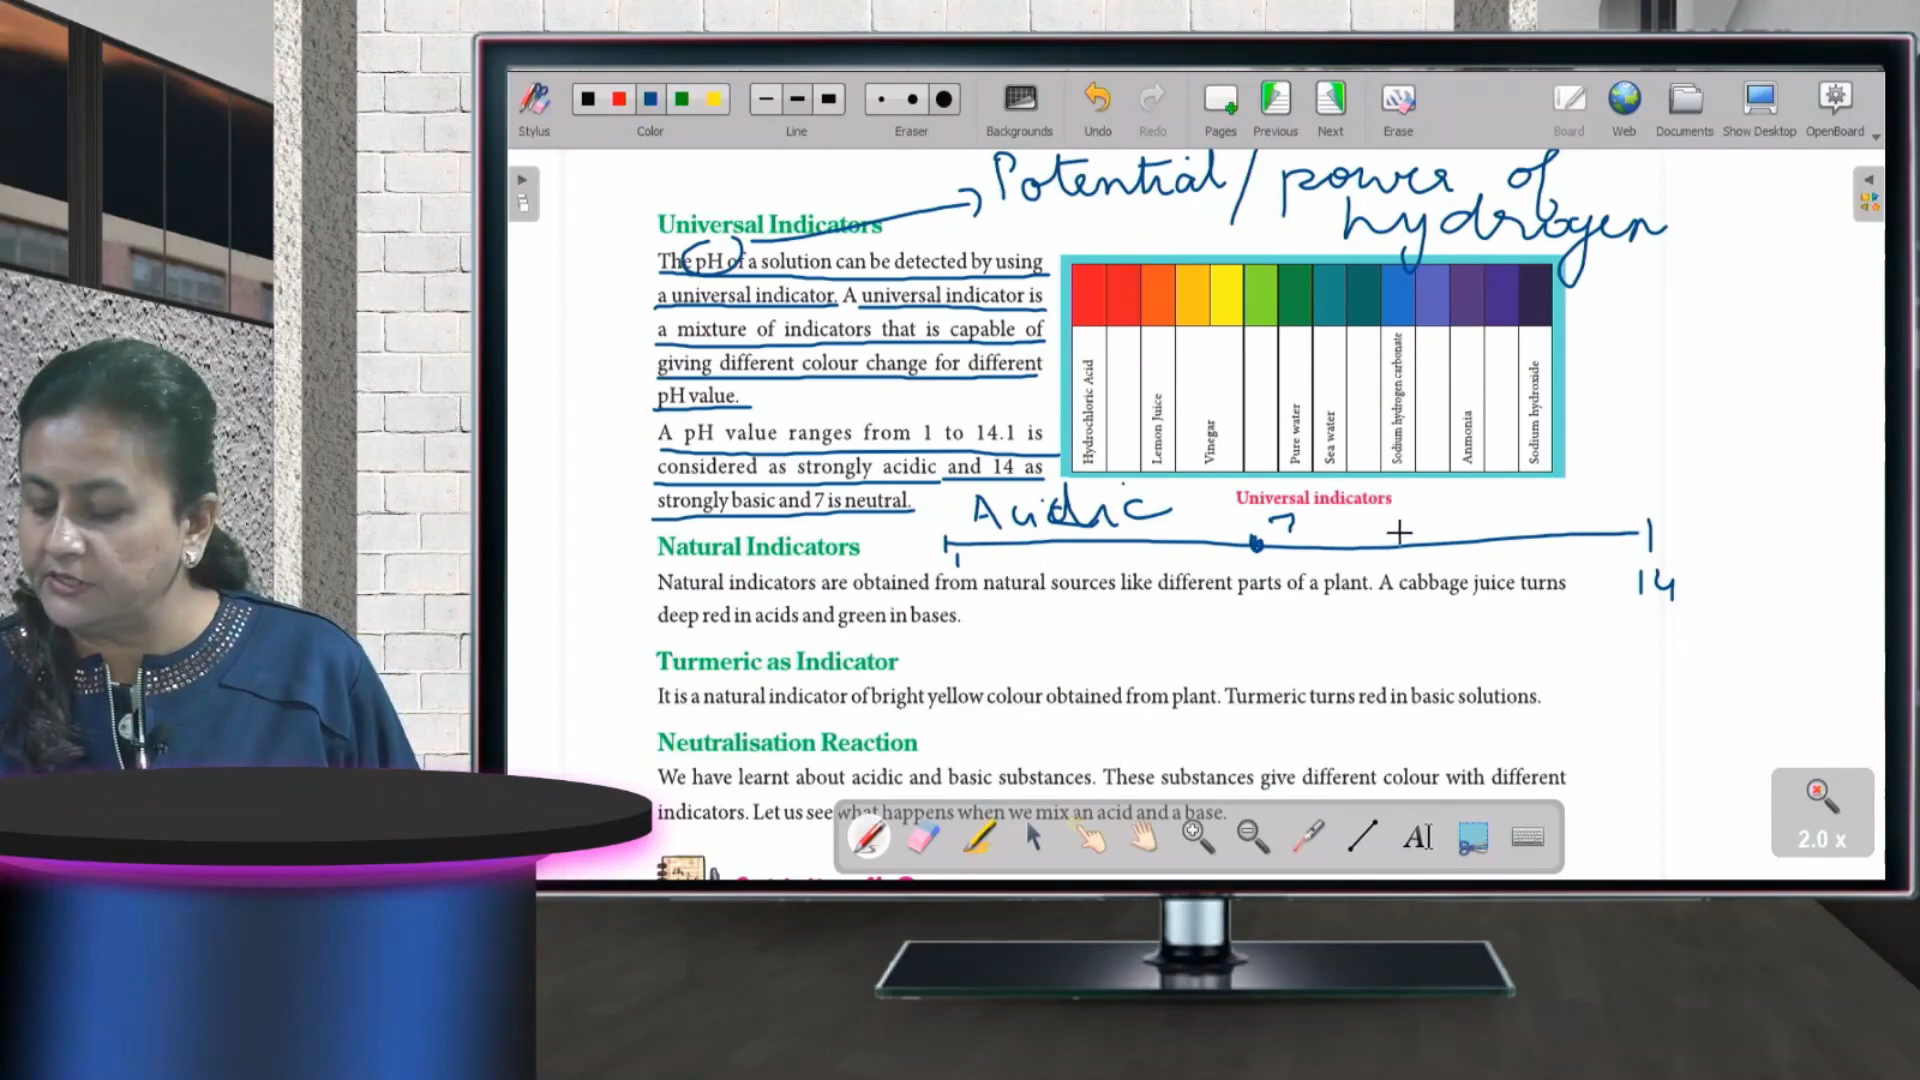 Stylus
Color
Line
Eraser
Backgrounds
Undo
Redo
Pages
Previous
Next
Erase
Board
Web
Documents
Show Desktop
OpenBoard
Potential / power of
hydrogen
Universal Indicators
The pH of a solution can be detected by using
a universal indicator. A universal indicator is
a mixture of indicators that is capable of
giving different colour change for different
pH value.
A pH value ranges from 1 to 14.1 is
considered as strongly acidic and 14 as
strongly basic and 7 is neutral.
Hydrochloric Acid
Lemon Juice
Vinegar
Pure water
Sea water
Sodium hydrogen carbonate
Ammonia
Sodium hydroxide
Universal indicators
Acidic
7
1
14
Natural Indicators
Natural indicators are obtained from natural sources like different parts of a plant. A cabbage juice turns
deep red in acids and green in bases.
Turmeric as Indicator
It is a natural indicator of bright yellow colour obtained from plant. Turmeric turns red in basic solutions.
Neutralisation Reaction
We have learnt about acidic and basic substances. These substances give different colour with different
indicators. Let us see what happens when we mix an acid and a base.
AI
2.0 x